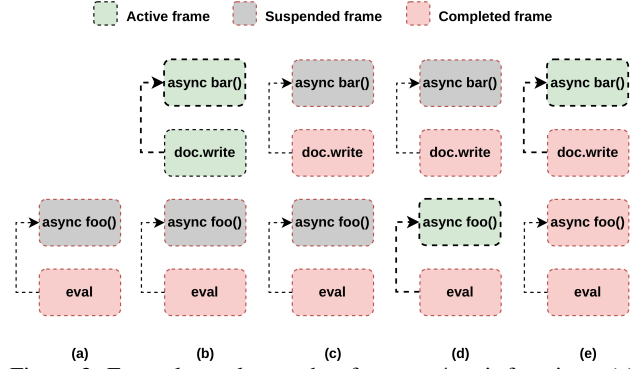 Active frame Suspended frame Completed frame
async bar() async bar() async bar() async bar()
doc.write doc.write doc.write doc.write
async foo() async foo() async foo() async foo() async foo()
eval eval eval eval eval
(a) (b) (c) (d) (e)